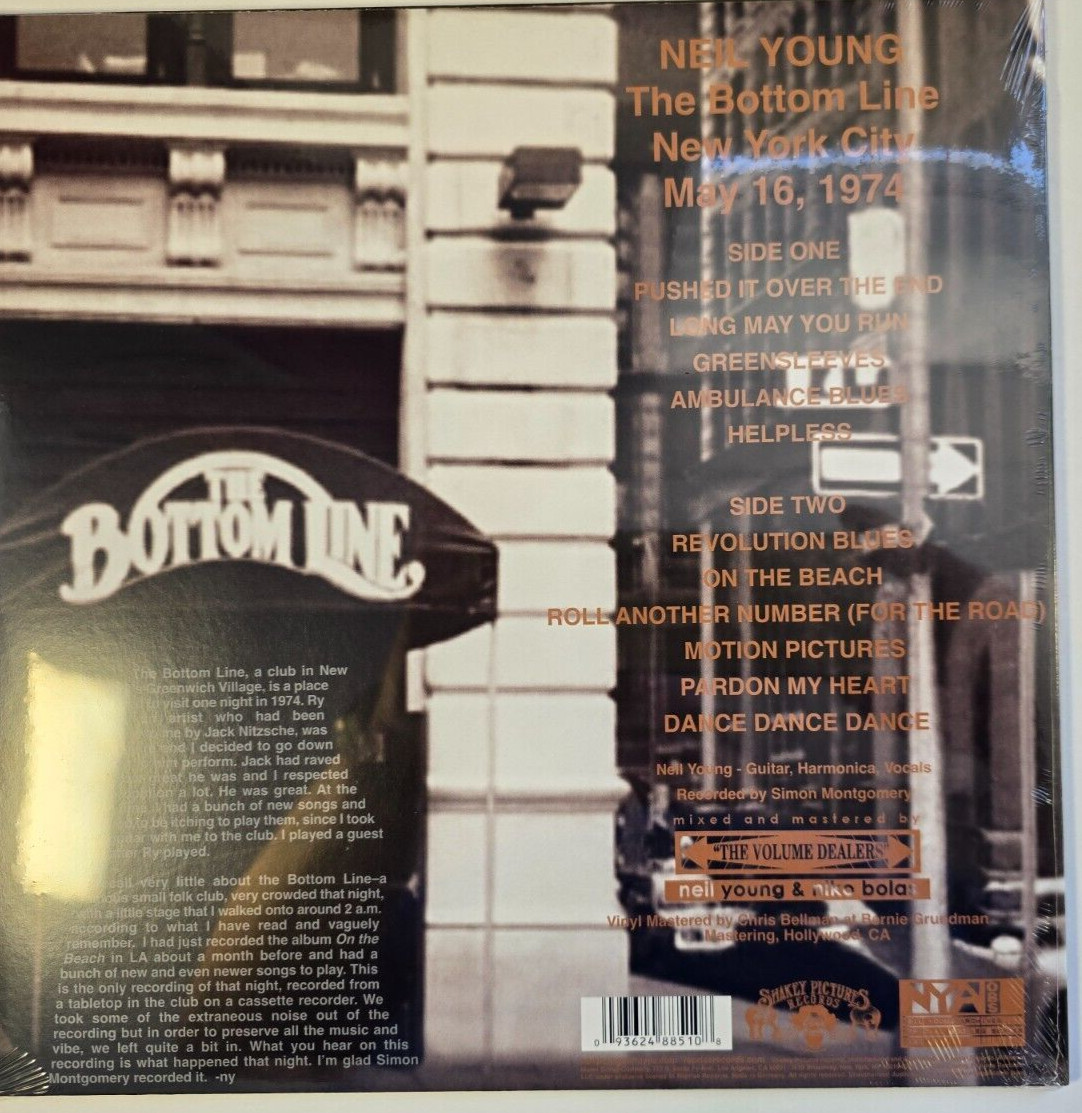 NEIL YOUNG
The Bottom Line
New York City
May 16, 1974
SIDE ONE
PUSHED IT OVER THE END
LONG MAY YOU RUN
GREENSLEEVES
AMBULANCE BLUES
HELPLESS
SIDE TWO
REVOLUTION BLUES
ON THE BEACH
ROLL ANOTHER NUMBER (FOR THE ROAD)
MOTION PICTURES
PARDON MY HEART
DANCE DANCE DANCE
Neil Young - Guitar, Harmonica, Vocals
Recorded by Simon Montgomery
mixed and mastered by
"THE VOLUME DEALERS"
neil young & niko bolas
Vinyl Mastered by Chris Bellman at Bernie Grundman
Mastering, Hollywood, CA
THE
BOTTOM LINE
The Bottom Line, a club in New
Greenwich Village, is a place
to visit one night in 1974. Ry
artist who had been
by Jack Nitzsche, was
and I decided to go down
perform. Jack had raved
he was and I respected
a lot. He was great. At the
had a bunch of new songs and
to be itching to play them, since I took
with me to the club. I played a guest
Ry played.
very little about the Bottom Line–a
small folk club, very crowded that night,
with a little stage that I walked onto around 2 a.m.
according to what I have read and vaguely
remember. I had just recorded the album On the
Beach in LA about a month before and had a
bunch of new and even newer songs to play. This
is the only recording of that night, recorded from
a tabletop in the club on a cassette recorder. We
took some of the extraneous noise out of the
recording but in order to preserve all the music and
vibe, we left quite a bit in. What you hear on this
recording is what happened that night. I'm glad Simon
Montgomery recorded it. -ny
0 93624 88510 8
SHAKEY PICTURES
RECORDS
NYA OBS